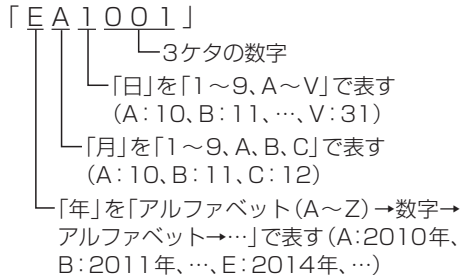 「EA1001」
3ケタの数字
「日」を「1~9、A~V」で表す
(A:10、B:11、…、V:31)
「月」を「1~9、A、B、C」で表す
(A:10、B:11、C:12)
「年」を「アルファベット(A~Z)→数字→
アルファベット→…」で表す(A:2010年、
B:2011年、…、E:2014年、…)